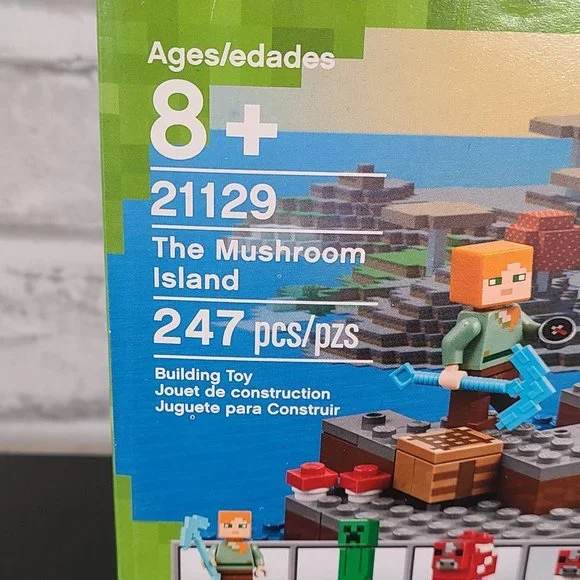 Ages/edades
8+
21129
The Mushroom
Island
247 pcs/pzs
Building Toy
Jouet de construction
Juguete para Construir